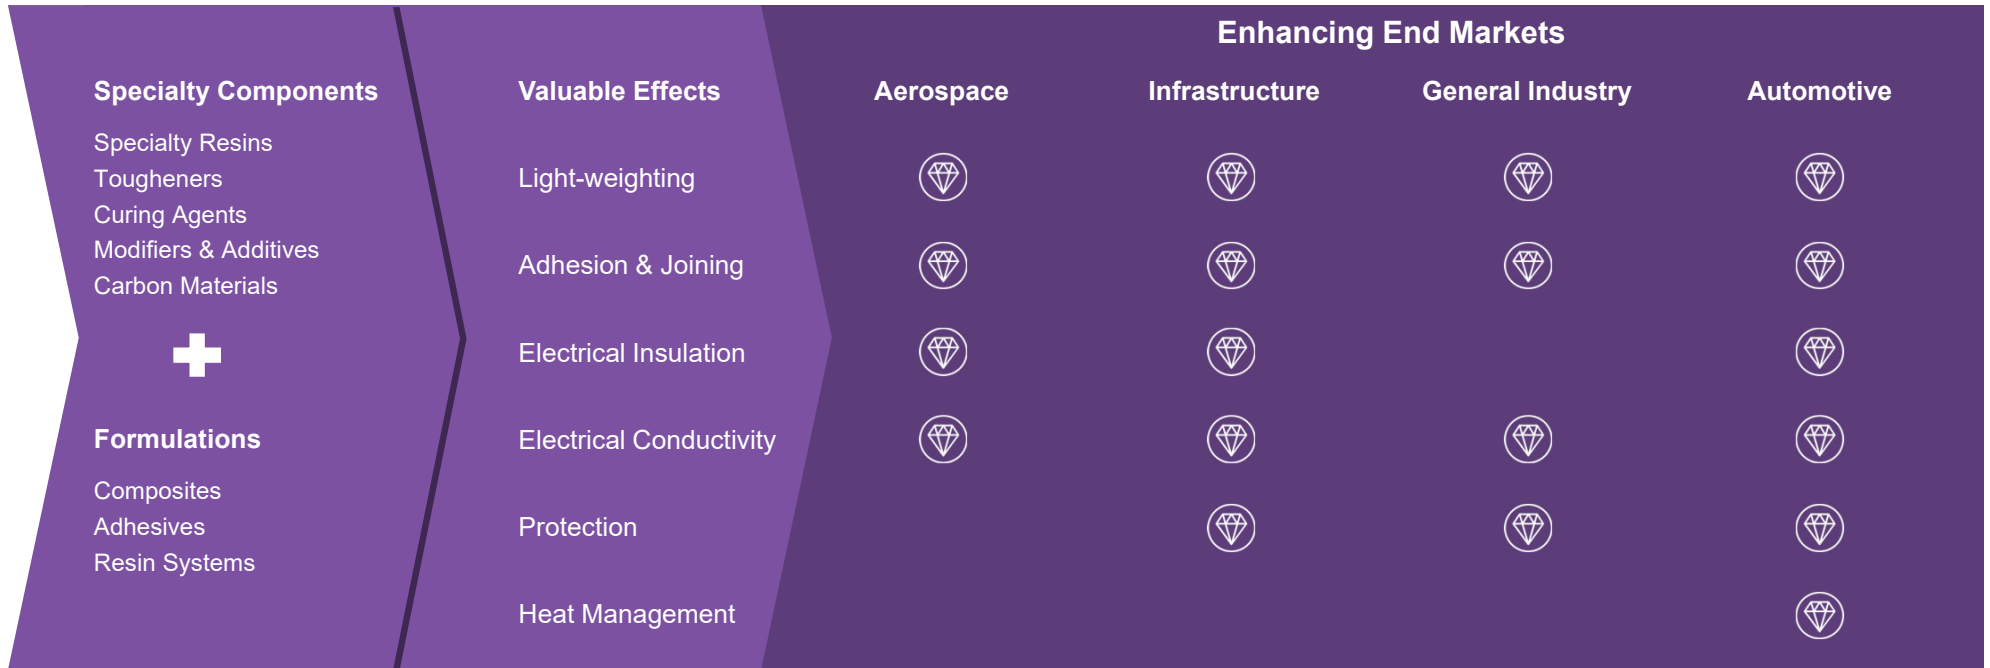 Enhancing End Markets
Specialty Components
Specialty Resins
Tougheners
Curing Agents
Modifiers & Additives
Carbon Materials
Formulations
Composites
Adhesives
Resin Systems
Valuable Effects
Light-weighting
Adhesion & Joining
Electrical Insulation
Electrical Conductivity
Protection
Heat Management
Aerospace
Infrastructure
General Industry
Automotive